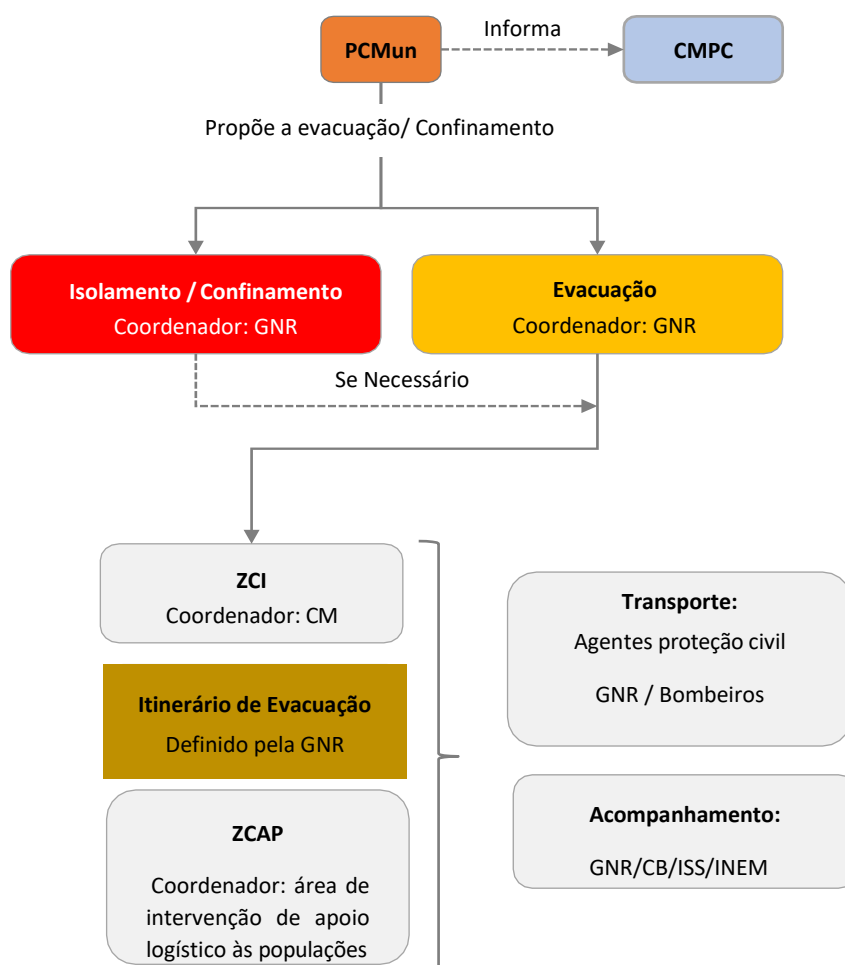 Informa
PCMun
CMPC
Propõe a evacuação/ Confinamento
Isolamento / Confinamento
Coordenador: GNR
Evacuação
Coordenador: GNR
Se Necessário
ZCI
Coordenador: CM
Itinerário de Evacuação
Definido pela GNR
ZCAP
Coordenador: área de
intervenção de apoio
logístico às populações
Transporte:
Agentes proteção civil
GNR / Bombeiros
Acompanhamento:
GNR/CB/ISS/INEM